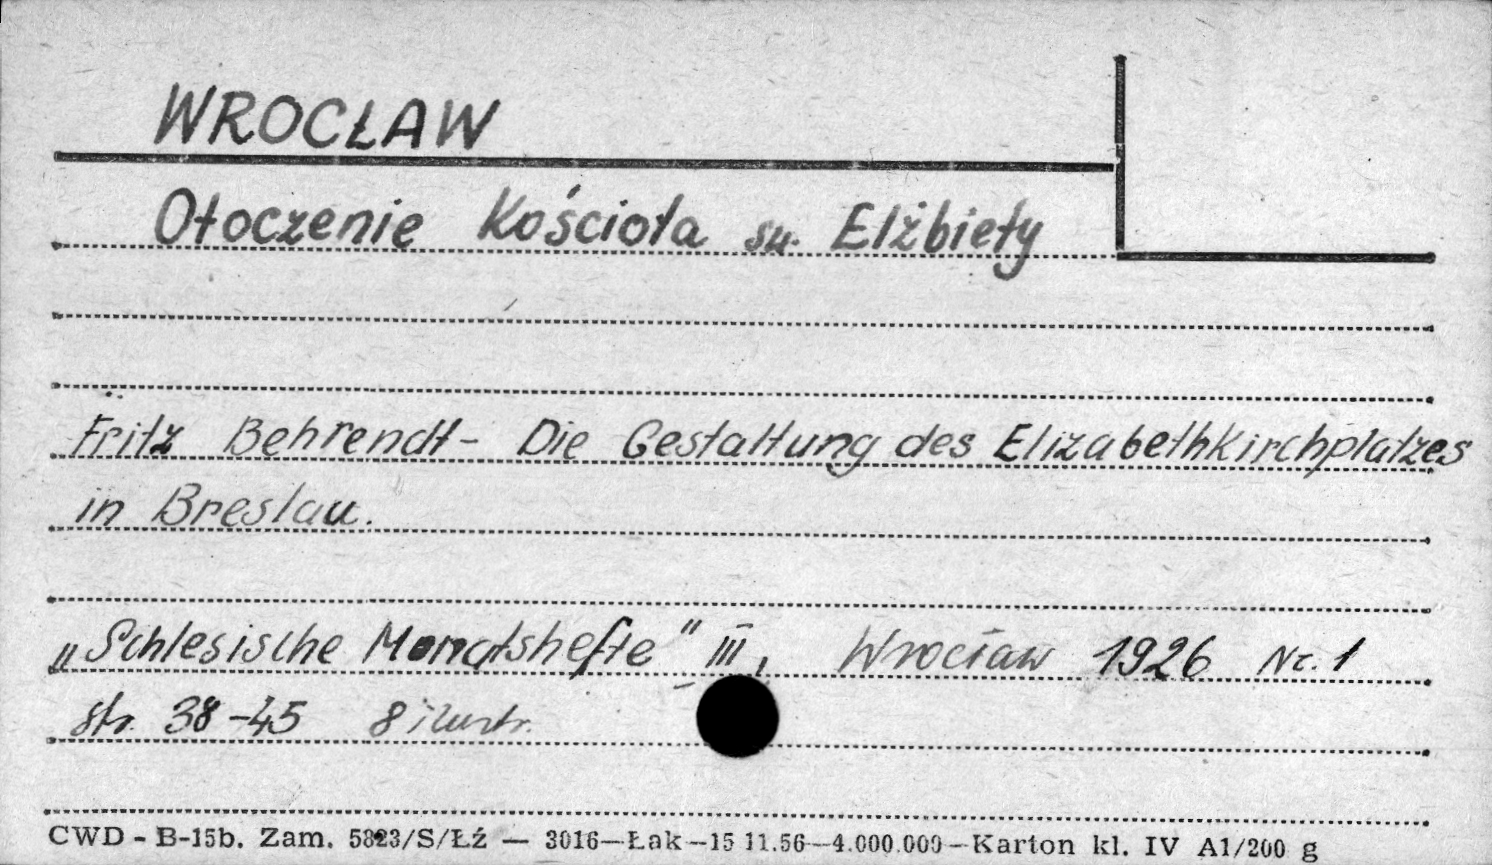 WROCŁAW
Otoczenie Kościoła św. Elżbiety
Fritz Behrendt - Die Gestaltung des Elizabethkirchplatzes
in Breslau.
„Schlesische Monatshefte" III, Wrocław 1926 Nr. 1
str. 38-45 8 ilustr.
CWD - B-15b. Zam. 5823/S/Łź — 3016—Łak—15 11.56—4.000.000—Karton kl. IV A1/200 g